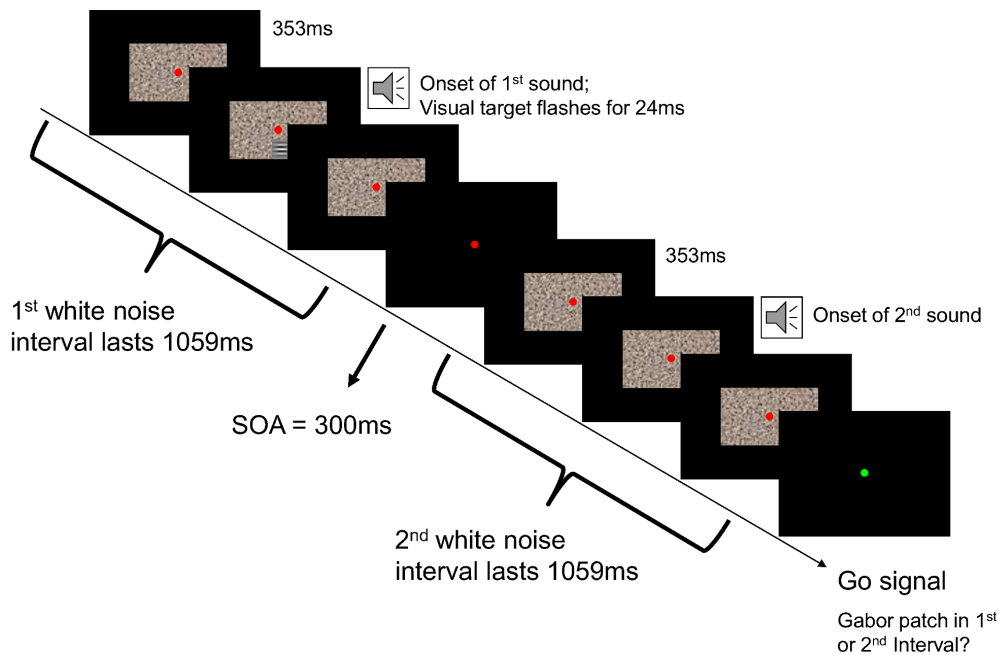 353ms
Onset of 1st sound;
Visual target flashes for 24ms
353ms
Onset of 2nd sound
1st white noise
interval lasts 1059ms
SOA = 300ms
2nd white noise
interval lasts 1059ms
Go signal
Gabor patch in 1st
or 2nd Interval?